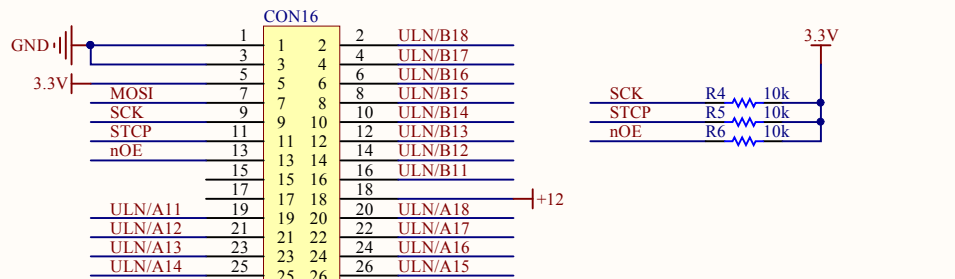 CON16
GND 1 1 2 2 ULN/B18
3 3 4 4 ULN/B17
3.3V 5 5 6 6 ULN/B16
MOSI 7 7 8 8 ULN/B15
SCK 9 9 10 10 ULN/B14
STCP 11 11 12 12 ULN/B13
nOE 13 13 14 14 ULN/B12
15 15 16 16 ULN/B11
17 17 18 18 +12
ULN/A11 19 19 20 20 ULN/A18
ULN/A12 21 21 22 22 ULN/A17
ULN/A13 23 23 24 24 ULN/A16
ULN/A14 25 25 26 26 ULN/A15
3.3V
SCK R4 10k
STCP R5 10k
nOE R6 10k